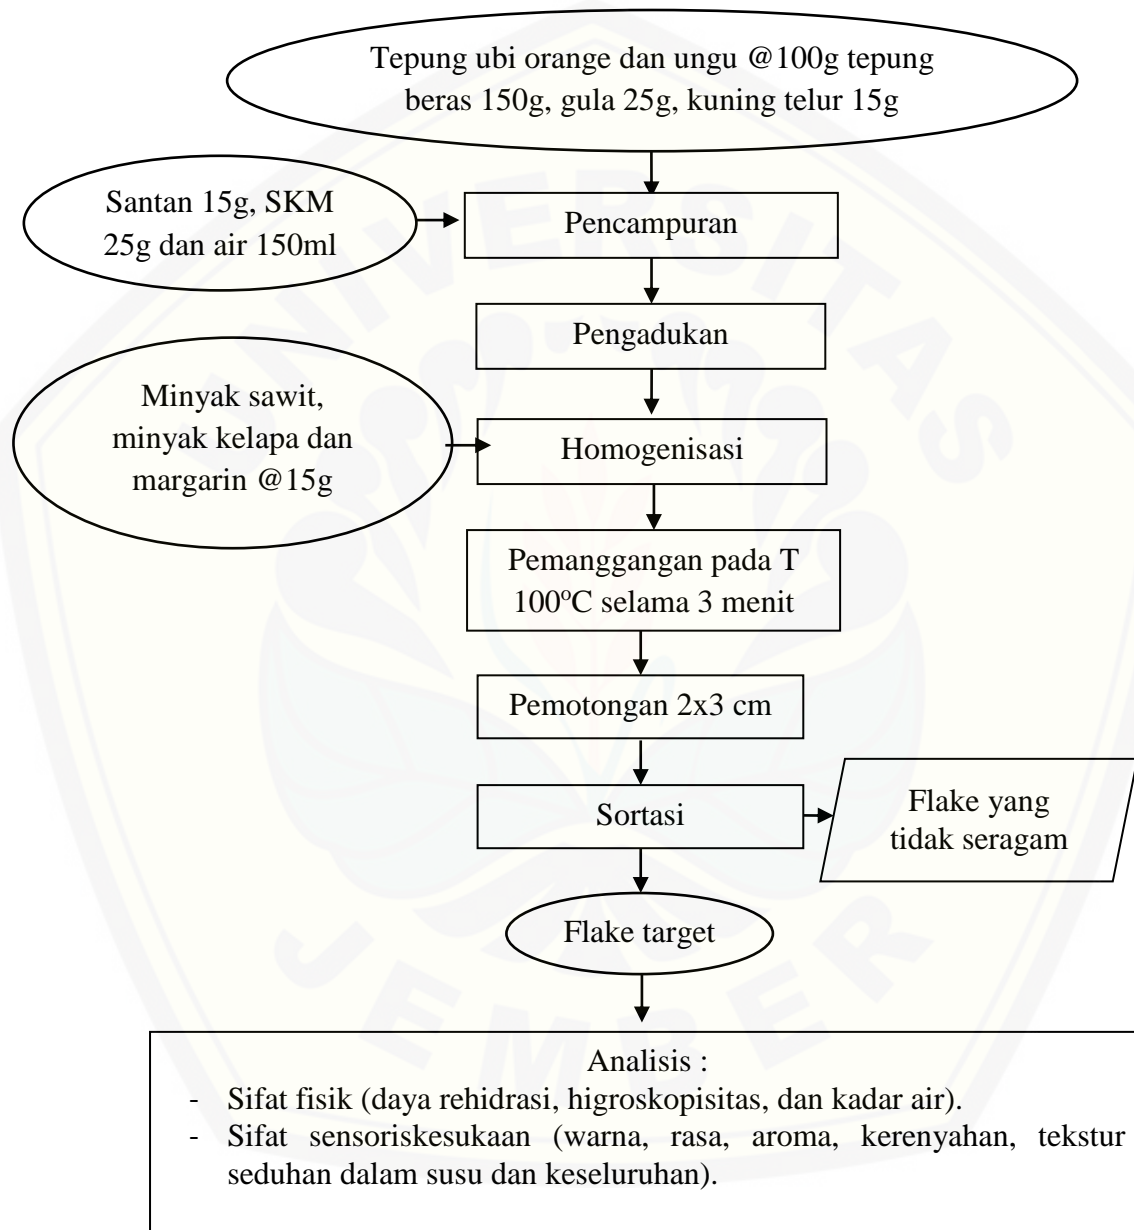 Tepung ubi orange dan ungu @100g tepung
beras 150g, gula 25g, kuning telur 15g
Santan 15g, SKM
25g dan air 150ml
Pencampuran
Pengadukan
Minyak sawit,
minyak kelapa dan
margarin @15g
Homogenisasi
Pemanggangan pada T
100°C selama 3 menit
Pemotongan 2x3 cm
Sortasi
Flake yang
tidak seragam
Flake target
Analisis :
- Sifat fisik (daya rehidrasi, higroskopisitas, dan kadar air).
- Sifat sensoriskesukaan (warna, rasa, aroma, kerenyahan, tekstur
seduhan dalam susu dan keseluruhan).
UNIVERSITAS
JEMBER